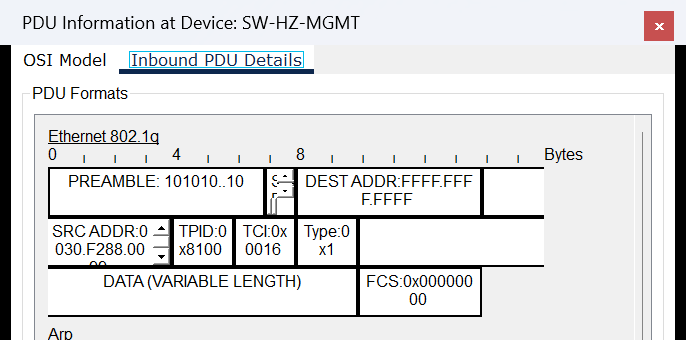 PDU Information at Device: SW-HZ-MGMT
OSI Model Inbound PDU Details
PDU Formats
Ethernet 802.1q
0 4 8 Bytes
PREAMBLE: 101010..10 DEST ADDR:FFFF.FFF
F.FFFF
SRC ADDR:0 TPID:0 TCI:0x Type:0
030.F288.00 x8100 0016 x1
DATA (VARIABLE LENGTH) FCS:0x000000
00
Arp